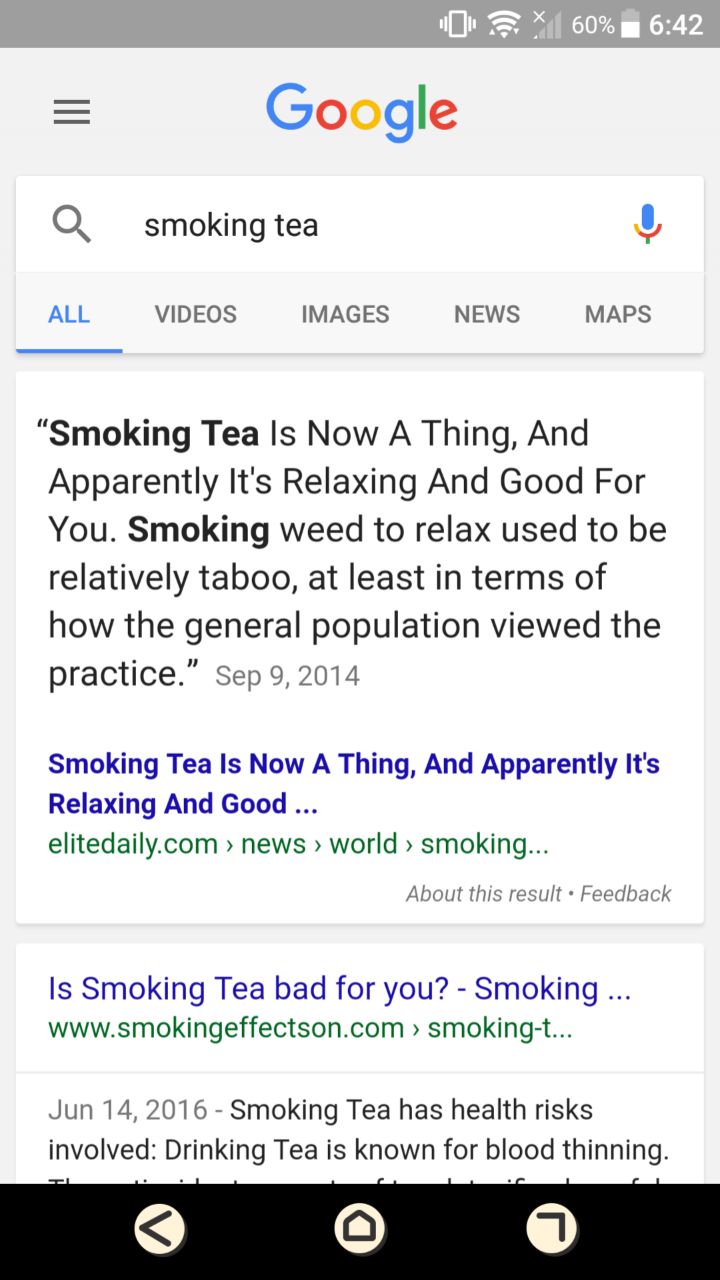 60% 6:42
Google
smoking tea
ALL VIDEOS IMAGES NEWS MAPS
“Smoking Tea Is Now A Thing, And
Apparently It's Relaxing And Good For
You. Smoking weed to relax used to be
relatively taboo, at least in terms of
how the general population viewed the
practice.” Sep 9, 2014
Smoking Tea Is Now A Thing, And Apparently It's
Relaxing And Good ...
elitedaily.com › news › world › smoking...
About this result • Feedback
Is Smoking Tea bad for you? - Smoking ...
www.smokingeffectson.com › smoking-t...
Jun 14, 2016 - Smoking Tea has health risks
involved: Drinking Tea is known for blood thinning.